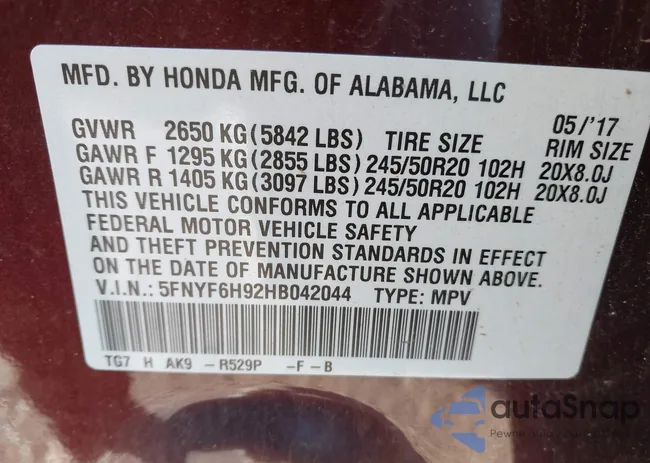 MFD. BY HONDA MFG. OF ALABAMA, LLC
05/'17
GVWR 2650 KG (5842 LBS) TIRE SIZE RIM SIZE
GAWR F 1295 KG (2855 LBS) 245/50R20 102H 20X8.0J
GAWR R 1405 KG (3097 LBS) 245/50R20 102H 20X8.0J
THIS VEHICLE CONFORMS TO ALL APPLICABLE
FEDERAL MOTOR VEHICLE SAFETY
AND THEFT PREVENTION STANDARDS IN EFFECT
ON THE DATE OF MANUFACTURE SHOWN ABOVE.
V.I.N.: 5FNYF6H92HB042044 TYPE: MPV
TG7 H AK9 - R529P -F-B
autoSnap